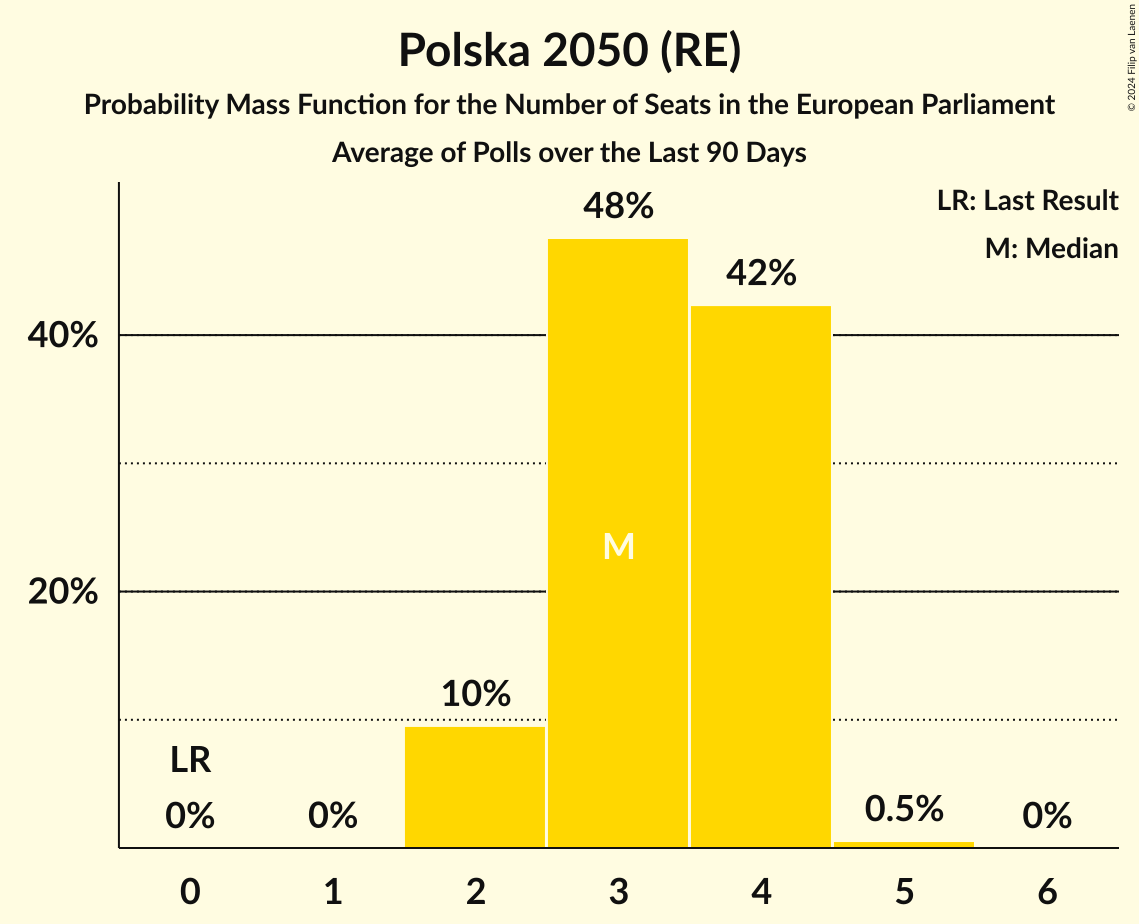 Polska 2050 (RE)
Probability Mass Function for the Number of Seats in the European Parliament
Average of Polls over the Last 90 Days
© 2024 Filip van Laenen
LR: Last Result
M: Median
48%
42%
40%
M
20%
10%
LR
0%
0%
0.5%
0%
0 1 2 3 4 5 6